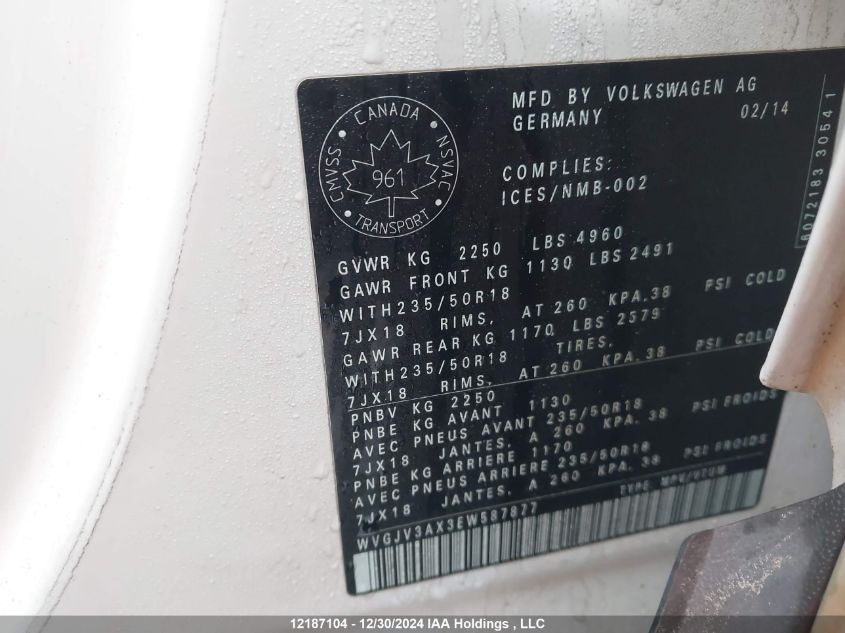 CANADA
CMVSS
NSVAC
961
TRANSPORT
MFD BY VOLKSWAGEN AG
GERMANY 02/14
COMPLIES:
ICES/NMB-002
6072183 30541
GVWR KG 2250 LBS 4960
GAWR FRONT KG 1130 LBS 2491
WITH235/50R18
7JX18 RIMS, AT 260 KPA.38 PSI COLD
GAWR REAR KG 1170 LBS 2579
WITH235/50R18 TIRES,
7JX18 RIMS, AT 260 KPA.38 PSI COLD
PNBV KG 2250
PNBE KG AVANT 1130
AVEC PNEUS AVANT 235/50R18
7JX18 JANTES, A 260 KPA. 38 PSI FROIDS
PNBE KG ARRIERE 1170
AVEC PNEUS ARRIERE 235/50R18
7JX18 JANTES, A 260 KPA. 38 PSI FROIDS
WVGJV3AX3EW587877 TYPE MPV/VTUM
12187104 - 12/30/2024 IAA Holdings , LLC